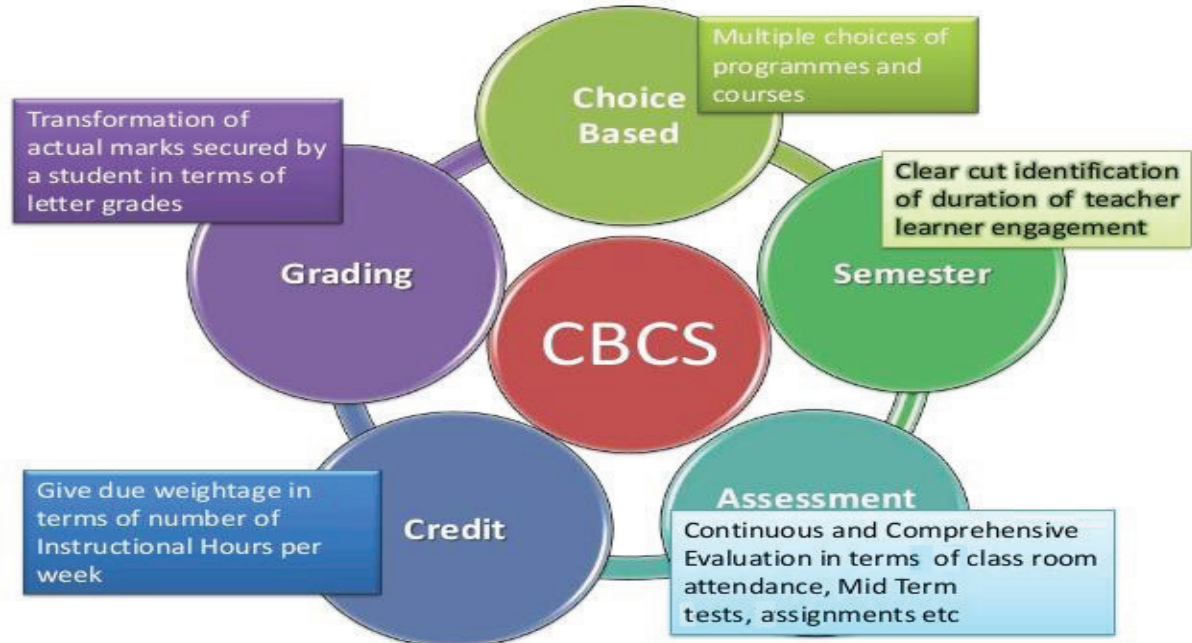 Choice
Based
Multiple choices of
programmes and
courses
Transformation of
actual marks secured by
a student in terms of
letter grades
Grading
CBCS
Clear cut identification
of duration of teacher
learner engagement
Semester
Give due weightage in
terms of number of
Instructional Hours per
week
Credit
Assessment
Continuous and Comprehensive
Evaluation in terms of class room
attendance, Mid Term
tests, assignments etc